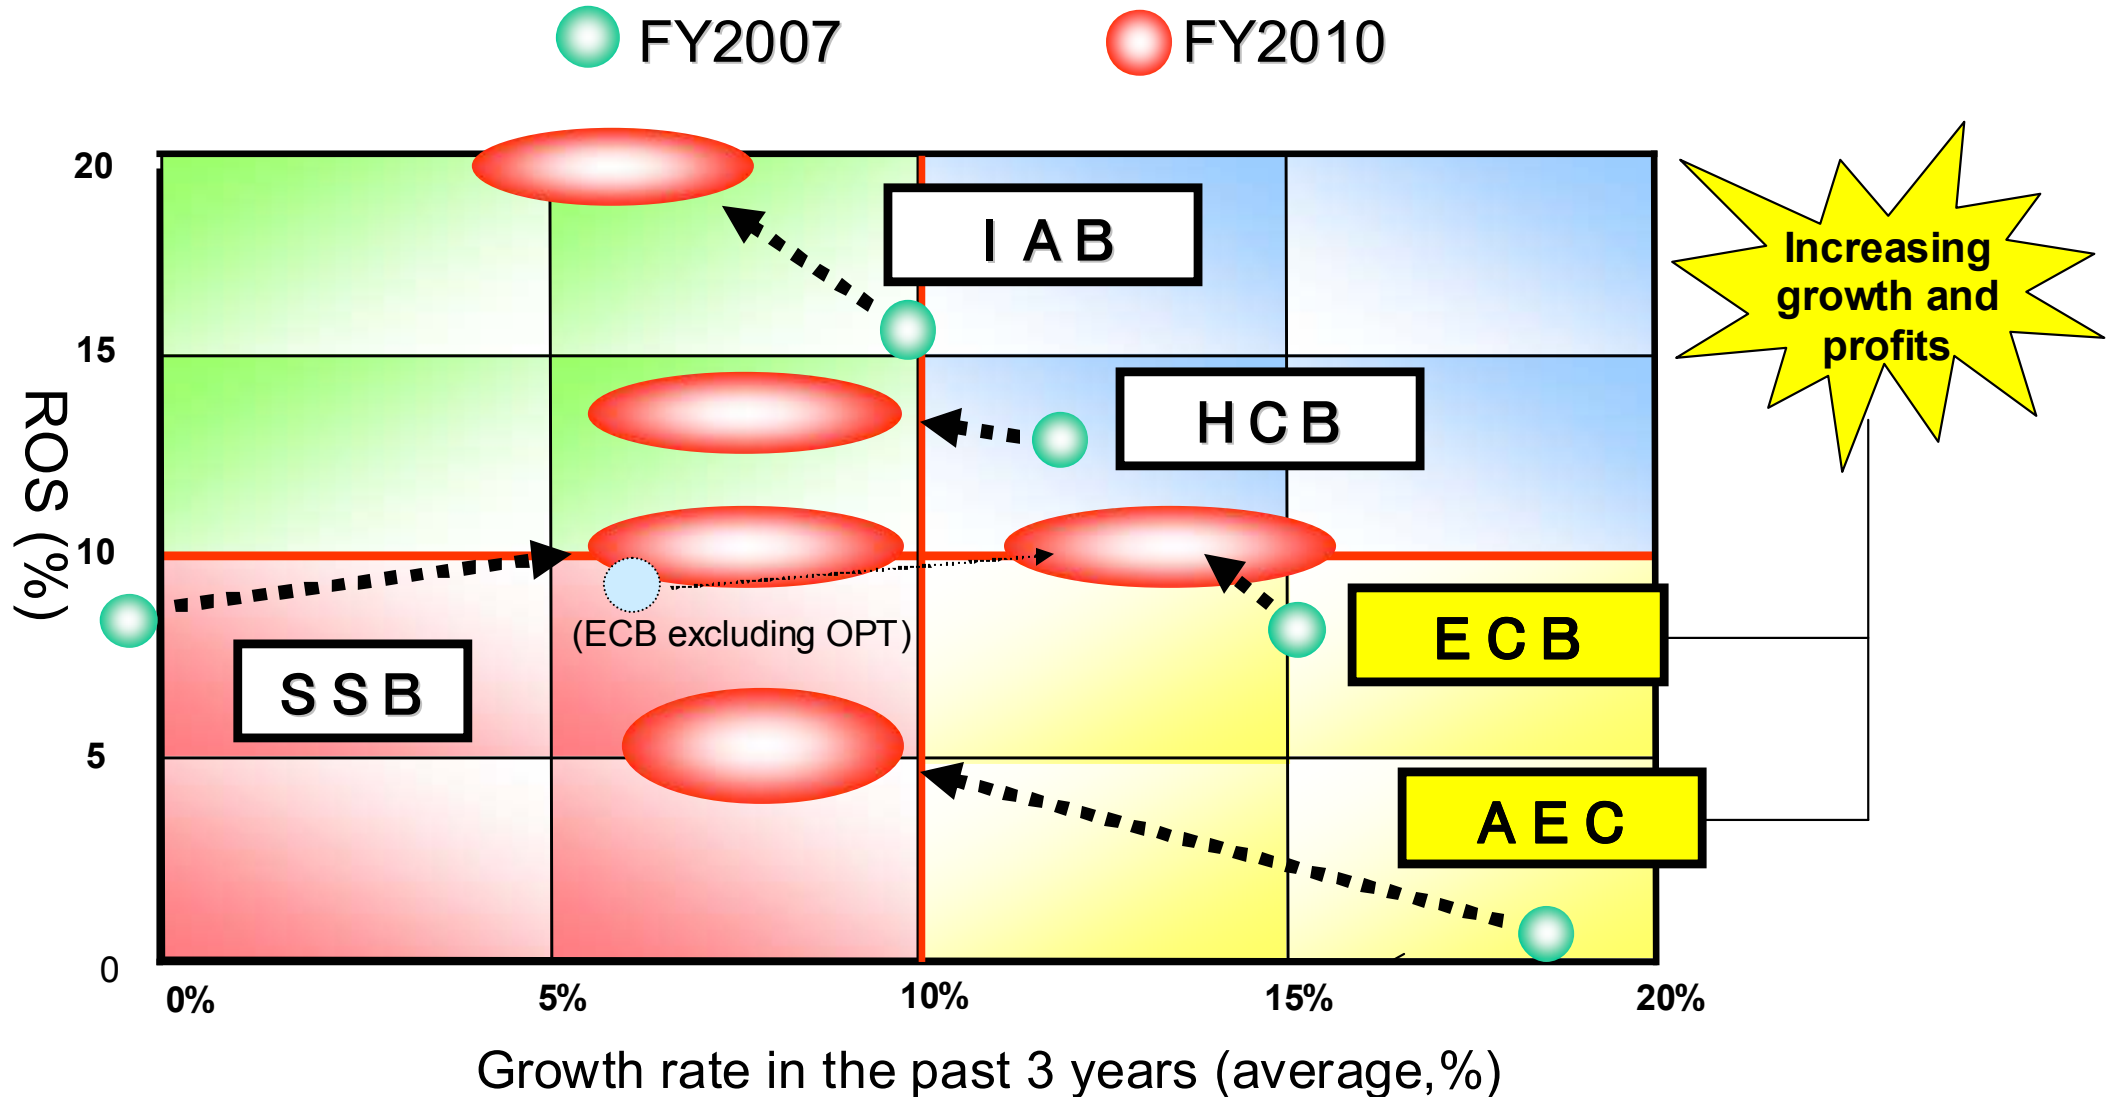 FY2007
FY2010
20
15
10
5
0
ROS (%)
I A B
H C B
E C B
A E C
S S B
(ECB excluding OPT)
Increasing
growth and
profits
0%
5%
10%
15%
20%
Growth rate in the past 3 years (average,%)